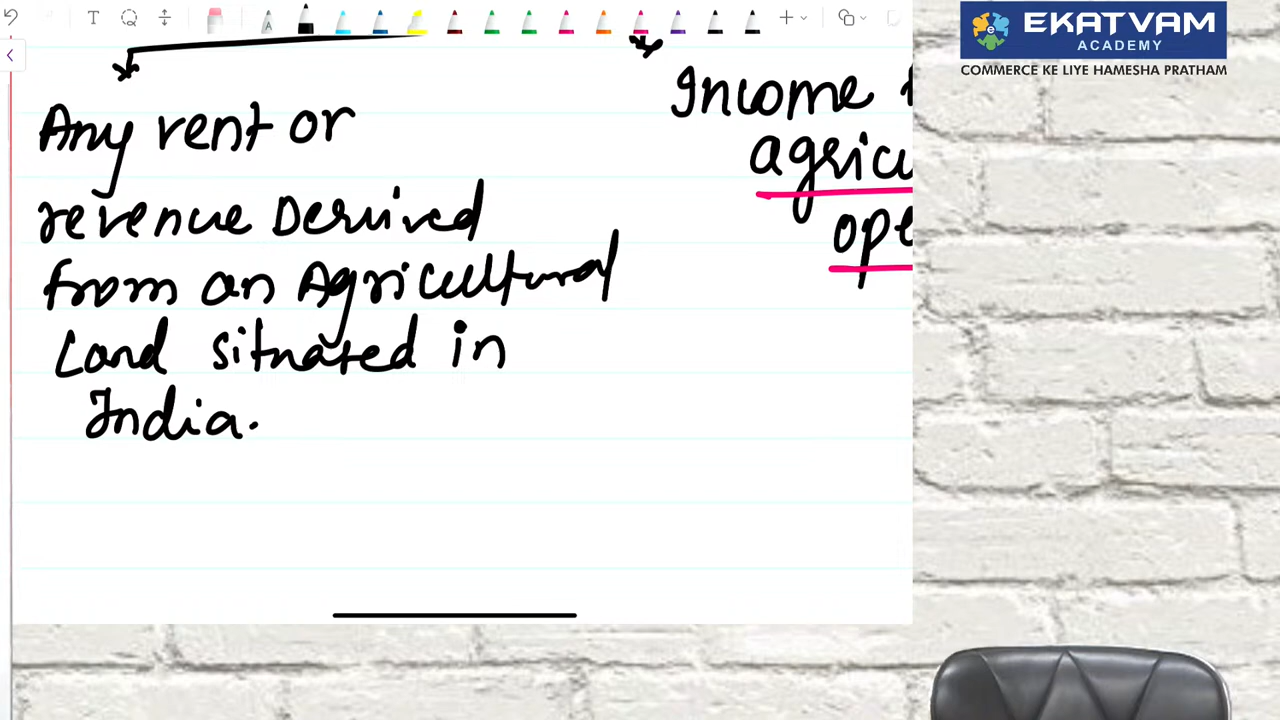 EKATVAM
ACADEMY
COMMERCE KE LIYE HAMESHA PRATHAM
Any rent or
revenue Derived
from an Agricultural
Land situated in
India.
Income
agricu
ope